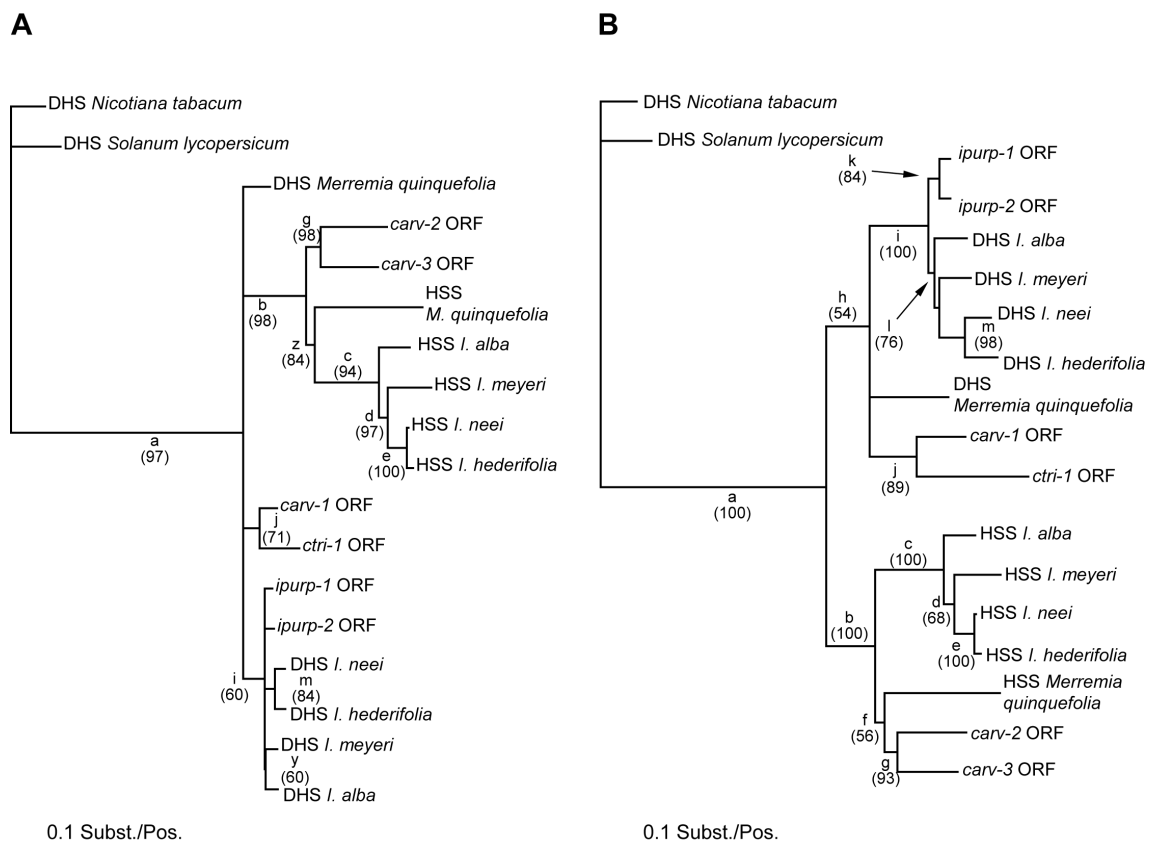 A
DHS Nicotiana tabacum
DHS Solanum lycopersicum
DHS Merremia quinquefolia
g
(98)
carv-2 ORF
carv-3 ORF
b
(98)
HSS
M. quinquefolia
z
(84)
HSS I. alba
c
(94)
HSS I. meyeri
d
(97)
HSS I. neei
e
(100)
HSS I. hederifolia
a
(97)
carv-1 ORF
j
(71)
ctri-1 ORF
ipurp-1 ORF
ipurp-2 ORF
DHS I. neei
i
(60)
m
(84)
DHS I. hederifolia
DHS I. meyeri
y
(60)
DHS I. alba
0.1 Subst./Pos.
B
DHS Nicotiana tabacum
DHS Solanum lycopersicum
k
(84)
ipurp-1 ORF
ipurp-2 ORF
i
(100)
DHS I. alba
DHS I. meyeri
h
(54)
l
(76)
DHS I. neei
m
(98)
DHS I. hederifolia
DHS
Merremia quinquefolia
carv-1 ORF
j
(89)
ctri-1 ORF
a
(100)
HSS I. alba
c
(100)
HSS I. meyeri
d
(68)
HSS I. neei
b
(100)
e
(100)
HSS I. hederifolia
HSS Merremia
quinquefolia
f
(56)
carv-2 ORF
g
(93)
carv-3 ORF
0.1 Subst./Pos.